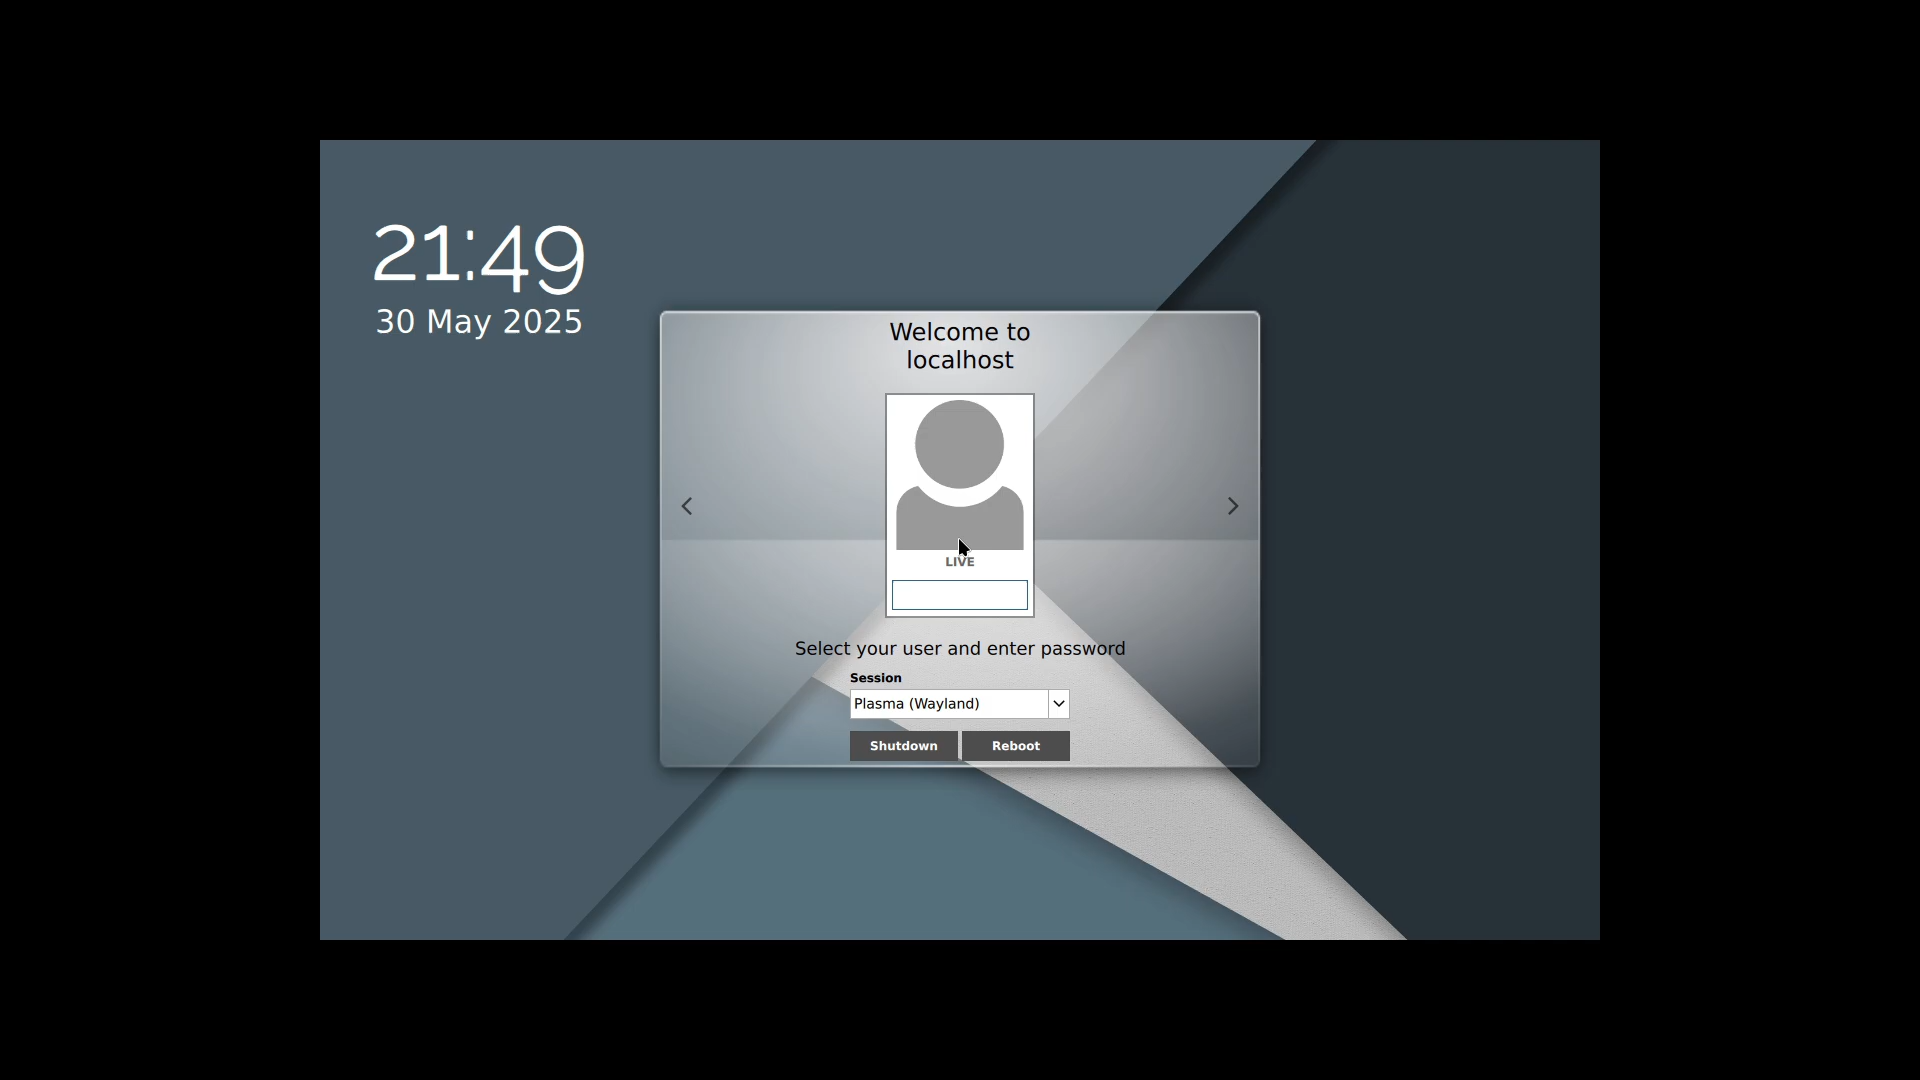 21:49
30 May 2025
Welcome to
localhost
LIVE
Select your user and enter password
Session
Plasma (Wayland)
Shutdown
Reboot